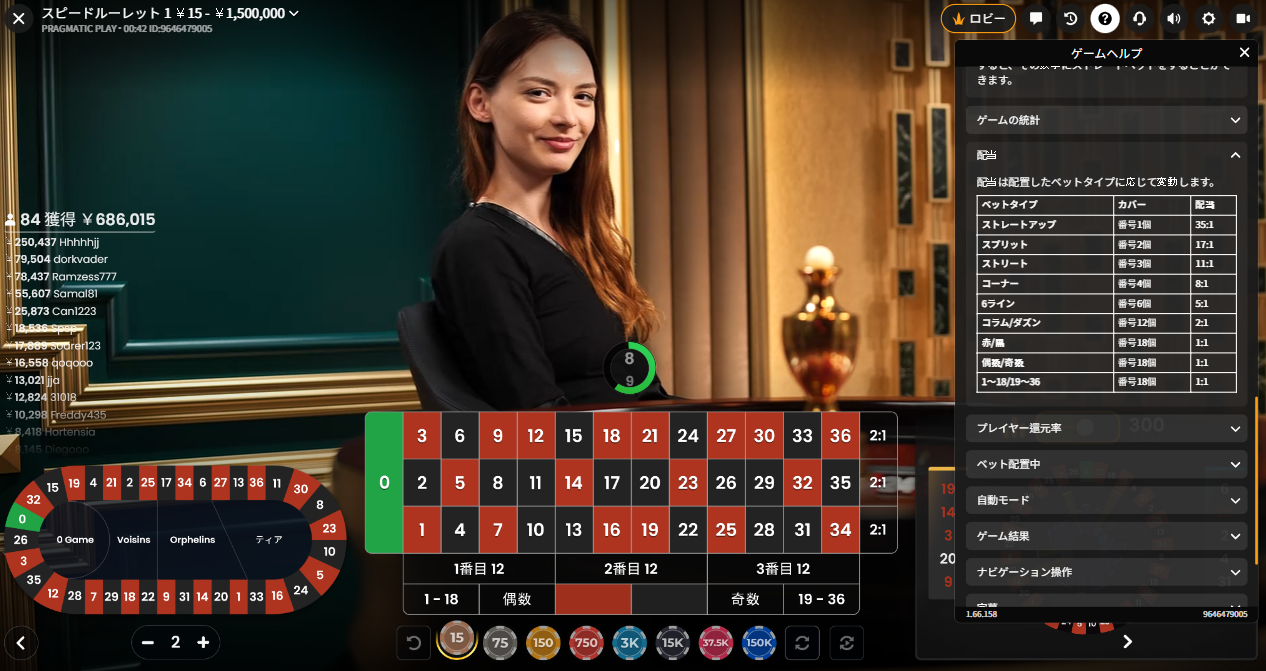 スピードルーレット 1 ¥15 - ¥1,500,000
PRAGMATIC PLAY • 00:42 ID:9646479005
ロビー
ゲームヘルプ
きます。
ゲームの統計
配当
配当は配置したベットタイプに応じて変動します。
ベットタイプ カバー 配当
ストレートアップ 番号1個 35:1
スプリット 番号2個 17:1
ストリート 番号3個 11:1
コーナー 番号4個 8:1
6ライン 番号6個 5:1
コラム/ダズン 番号12個 2:1
赤/黒 番号18個 1:1
偶数/奇数 番号18個 1:1
1〜18/19〜36 番号18個 1:1
プレイヤー還元率
ベット配置中
自動モード
ゲーム結果
ナビゲーション操作
1.66.158 9646479005
84 獲得 ¥686,015
¥250,437 Hhhhhjj
¥79,504 dorkvader
¥78,437 Ramzess777
¥55,607 Samal81
¥25,873 Can1223
¥18,536 Spsp
¥17,889 Soarer123
¥16,558 qoqooo
¥13,021 jja
¥12,824 31018
¥10,298 Freddy435
¥8,418 Hortensia
8
9
300
3 6 9 12 15 18 21 24 27 30 33 36 2:1
0 2 5 8 11 14 17 20 23 26 29 32 35 2:1
1 4 7 10 13 16 19 22 25 28 31 34 2:1
1番目 12 2番目 12 3番目 12
1 - 18 偶数 奇数 19 - 36
32 15 19 4 21 2 25 17 34 6 27 13 36 11 30 8 23
0
26 0 Game Voisins Orphelins ティア 10
3 35 12 28 7 29 18 22 9 31 14 20 1 33 16 24 5
19
14
3
20
9
2
15 75 150 750 3K 15K 37.5K 150K